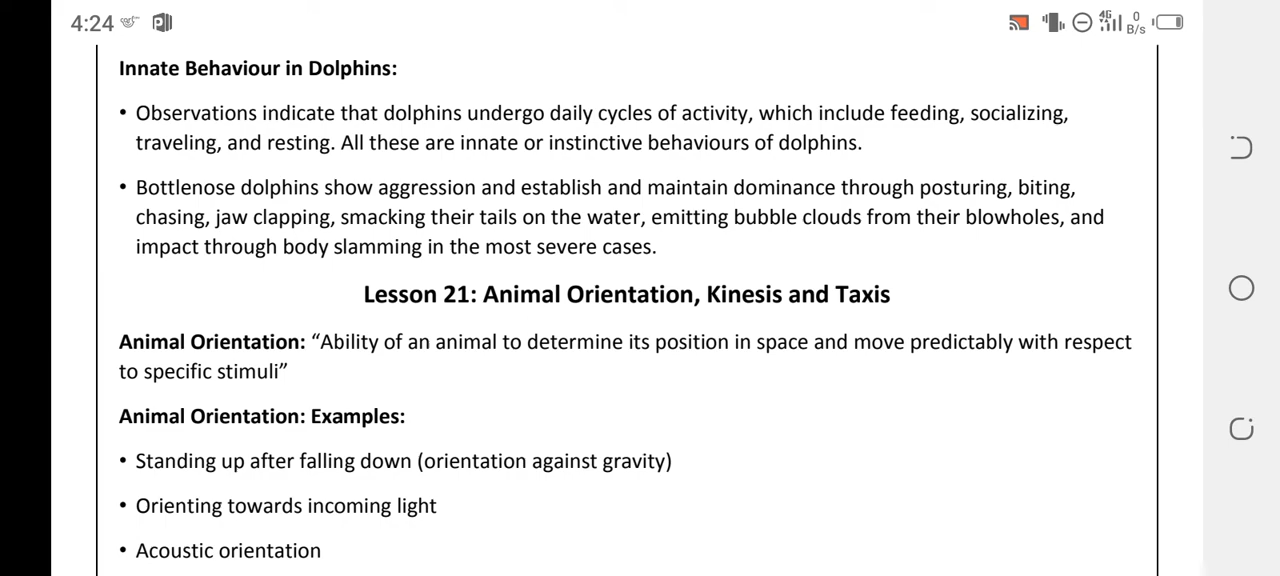 4:24
4G 0 B/s
Innate Behaviour in Dolphins:
• Observations indicate that dolphins undergo daily cycles of activity, which include feeding, socializing,
traveling, and resting. All these are innate or instinctive behaviours of dolphins.
• Bottlenose dolphins show aggression and establish and maintain dominance through posturing, biting,
chasing, jaw clapping, smacking their tails on the water, emitting bubble clouds from their blowholes, and
impact through body slamming in the most severe cases.
Lesson 21: Animal Orientation, Kinesis and Taxis
Animal Orientation: “Ability of an animal to determine its position in space and move predictably with respect
to specific stimuli”
Animal Orientation: Examples:
• Standing up after falling down (orientation against gravity)
• Orienting towards incoming light
• Acoustic orientation